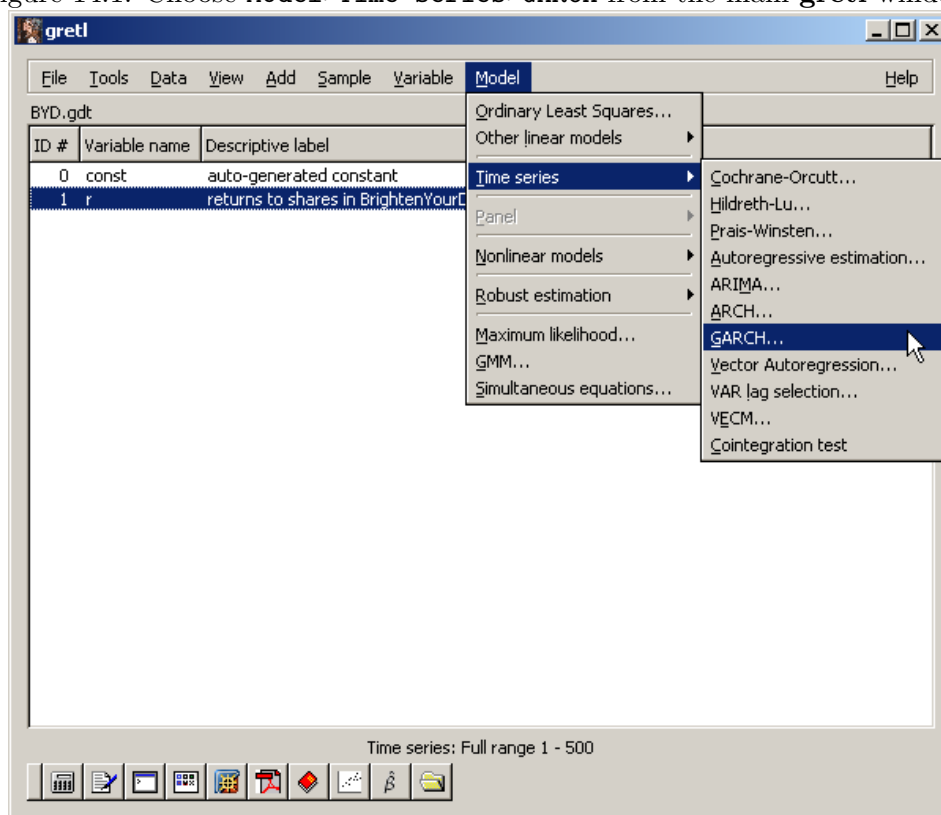 gretl
File Tools Data View Add Sample Variable Model Help
BYD.gdt
ID # Variable name Descriptive label
0 const auto-generated constant
1 r returns to shares in BrightenYourD
Ordinary Least Squares...
Other linear models
Time series
Panel
Nonlinear models
Robust estimation
Maximum likelihood...
GMM...
Simultaneous equations...
Cochrane-Orcutt...
Hildreth-Lu...
Prais-Winsten...
Autoregressive estimation...
ARIMA...
ARCH...
GARCH...
Vector Autoregression...
VAR lag selection...
VECM...
Cointegration test
Time series: Full range 1 - 500
β̂